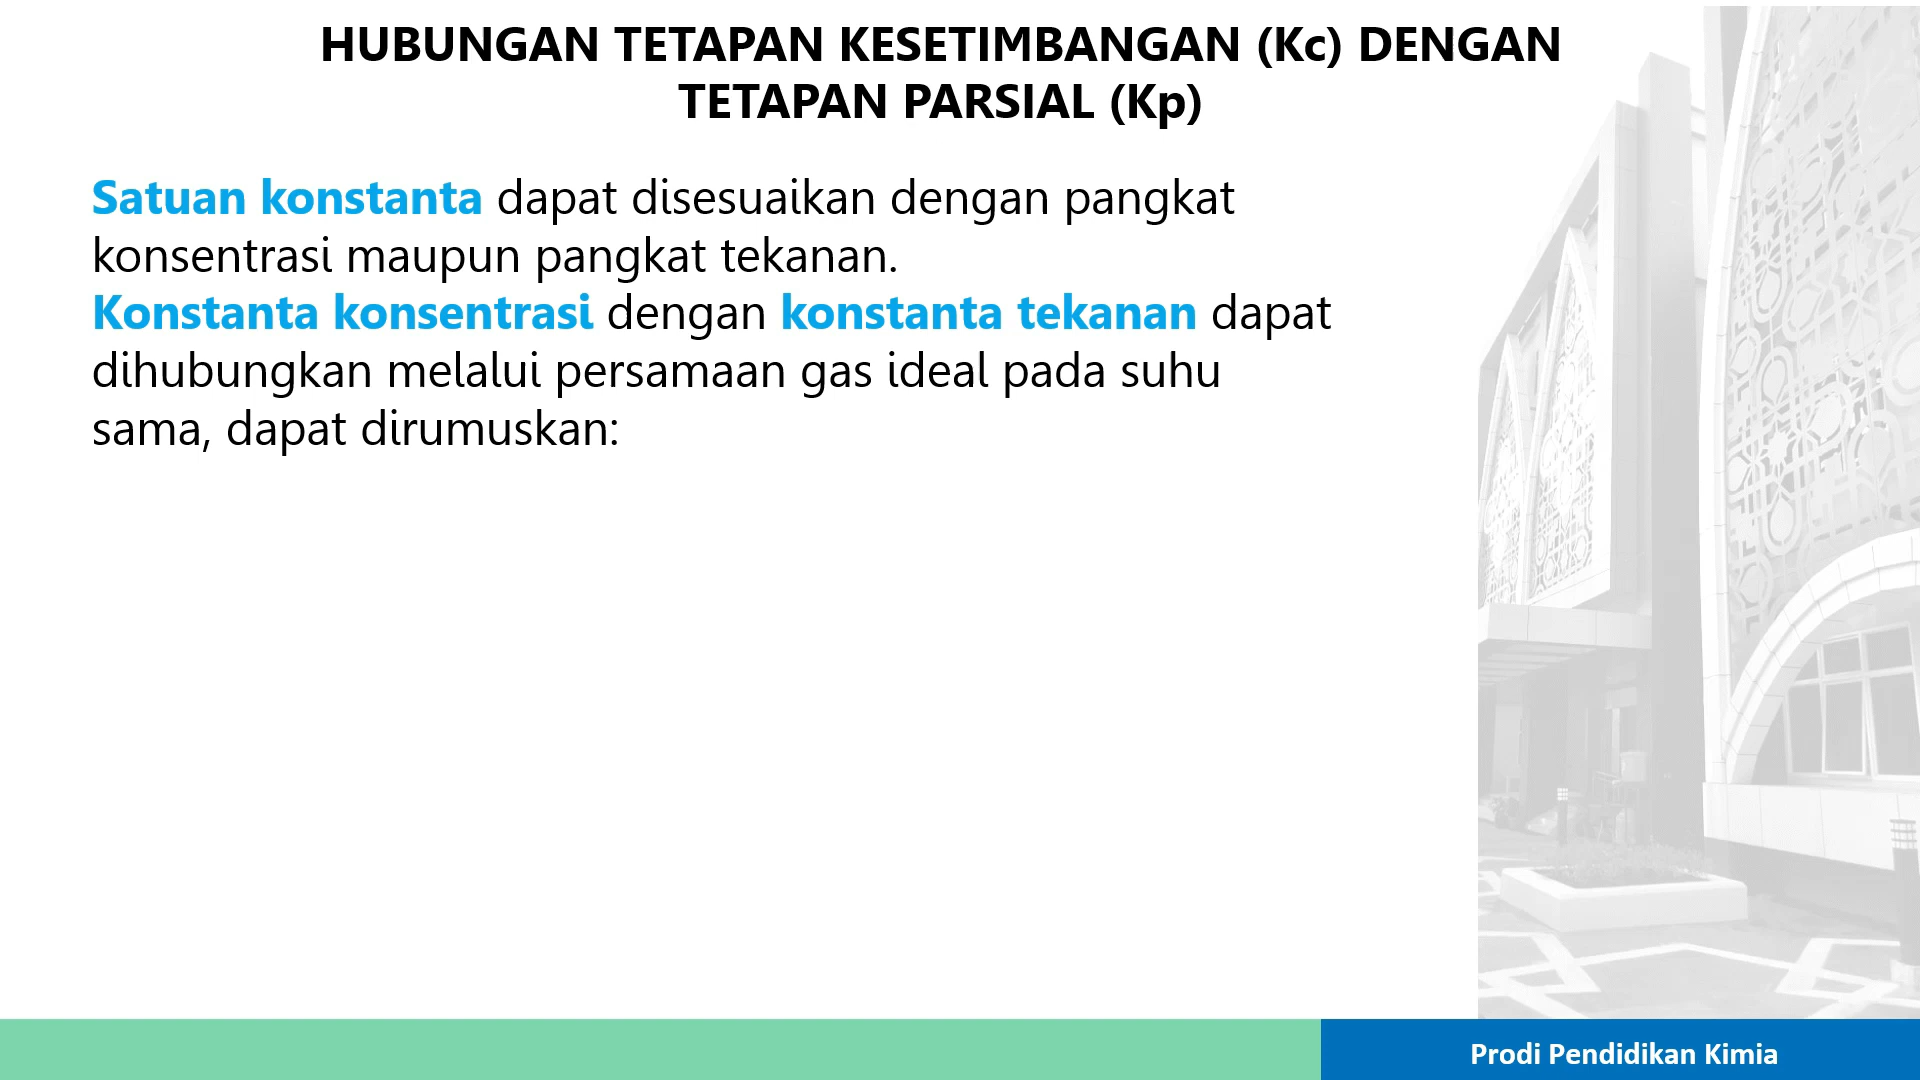 HUBUNGAN TETAPAN KESETIMBANGAN (Kc) DENGAN
TETAPAN PARSIAL (Kp)
Satuan konstanta dapat disesuaikan dengan pangkat
konsentrasi maupun pangkat tekanan.
Konstanta konsentrasi dengan konstanta tekanan dapat
dihubungkan melalui persamaan gas ideal pada suhu
sama, dapat dirumuskan:
Prodi Pendidikan Kimia